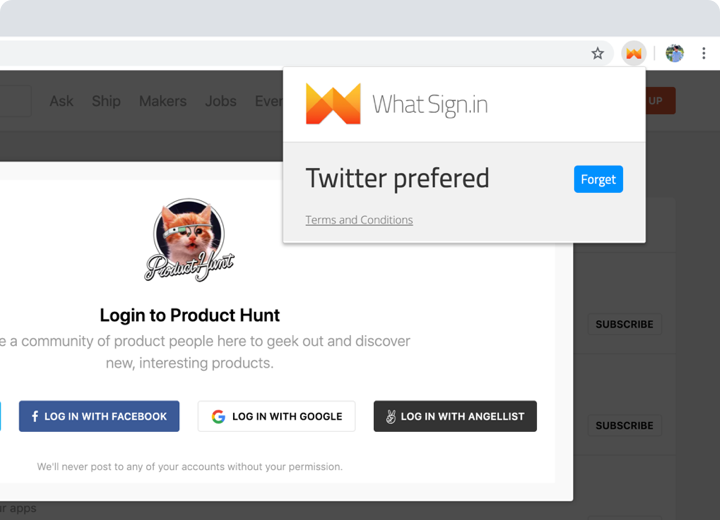 Ask Ship Makers Jobs Ever
UP
What Sign.in
Twitter prefered
Forget
Terms and Conditions
Product Hunt
Login to Product Hunt
e a community of product people here to geek out and discover
new, interesting products.
LOG IN WITH FACEBOOK
LOG IN WITH GOOGLE
LOG IN WITH ANGELLIST
We'll never post to any of your accounts without your permission.
SUBSCRIBE
SUBSCRIBE
ur apps